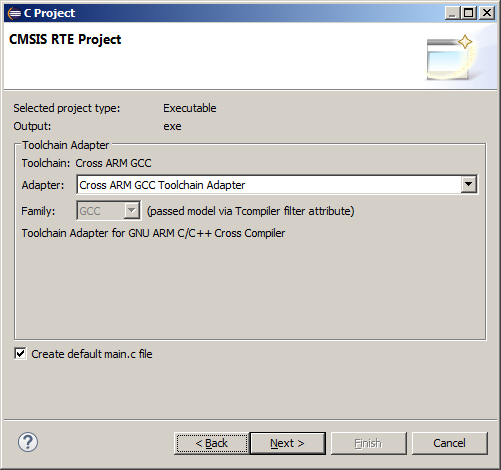 C Project
CMSIS RTE Project
Selected project type: Executable
Output: exe
Toolchain Adapter
Toolchain: Cross ARM GCC
Adapter: Cross ARM GCC Toolchain Adapter
Family: GCC (passed model via Tcompiler filter attribute)
Toolchain Adapter for GNU ARM C/C++ Cross Compiler
Create default main.c file
? < Back Next > Finish Cancel